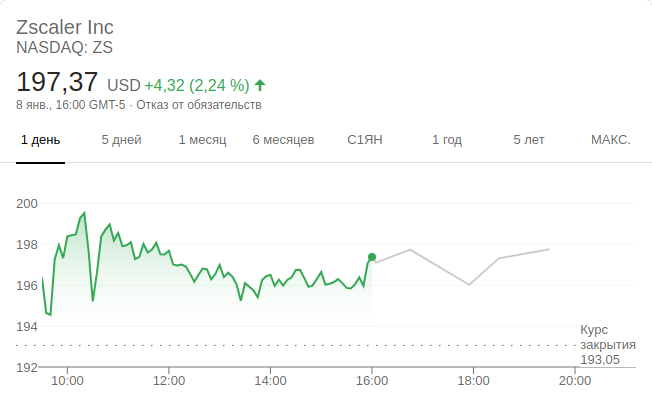 Zscaler Inc
NASDAQ: ZS
197,37 USD +4,32 (2,24 %)
8 янв., 16:00 GMT-5 · Отказ от обязательств
1 день 5 дней 1 месяц 6 месяцев С1ЯН 1 год 5 лет МАКС.
200
198
196
194
Курс
закрытия
193,05
192
10:00 12:00 14:00 16:00 18:00 20:00